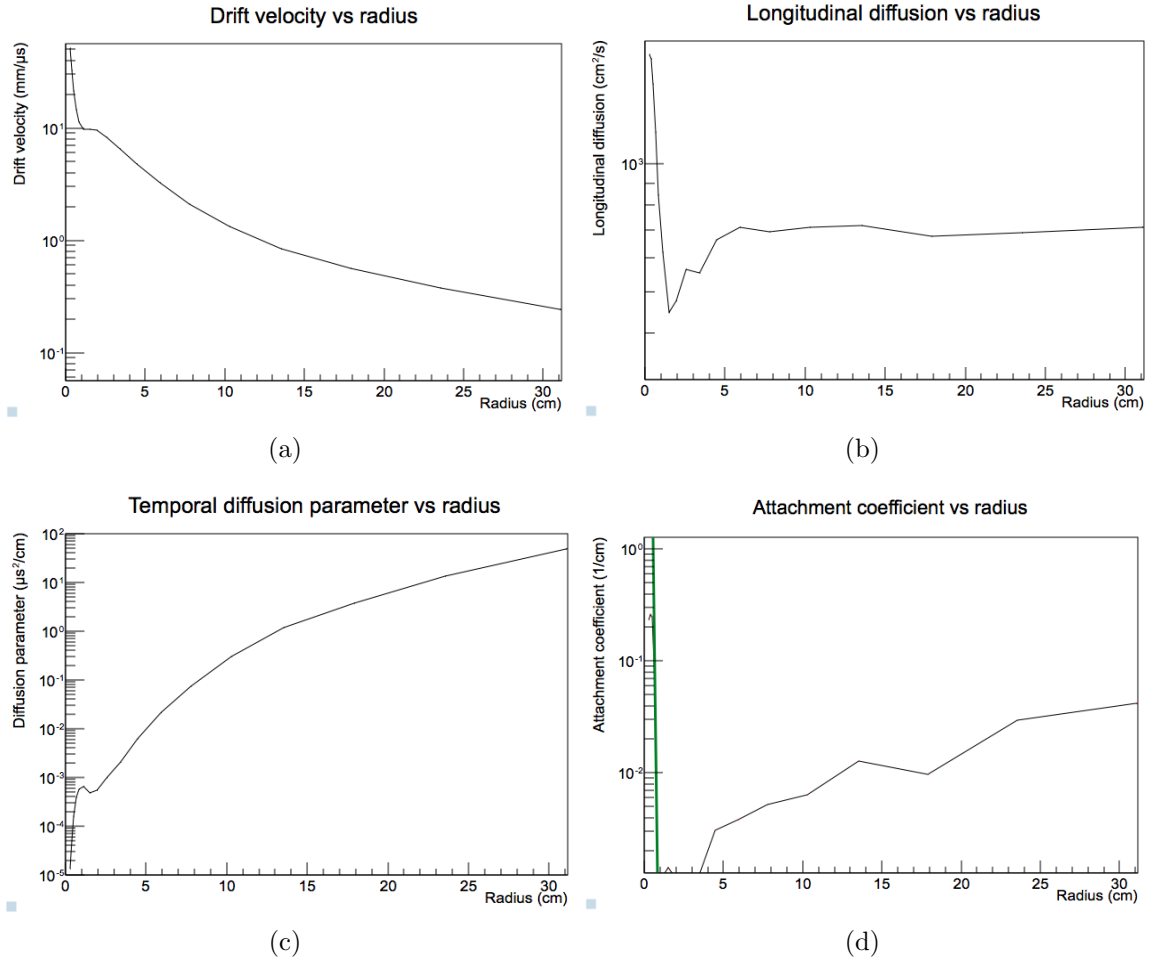 Drift velocity vs radius
Drift velocity (mm/μs)
10¹
10⁰
10⁻¹
0 5 10 15 20 25 30
Radius (cm)
(a)
Longitudinal diffusion vs radius
Longitudinal diffusion (cm²/s)
10³
0 5 10 15 20 25 30
Radius (cm)
(b)
Temporal diffusion parameter vs radius
Diffusion parameter (μs²/cm)
10²
10¹
10⁰
10⁻¹
10⁻²
10⁻³
10⁻⁴
10⁻⁵
0 5 10 15 20 25 30
Radius (cm)
(c)
Attachment coefficient vs radius
Attachment coefficient (1/cm)
10⁰
10⁻¹
10⁻²
0 5 10 15 20 25 30
Radius (cm)
(d)